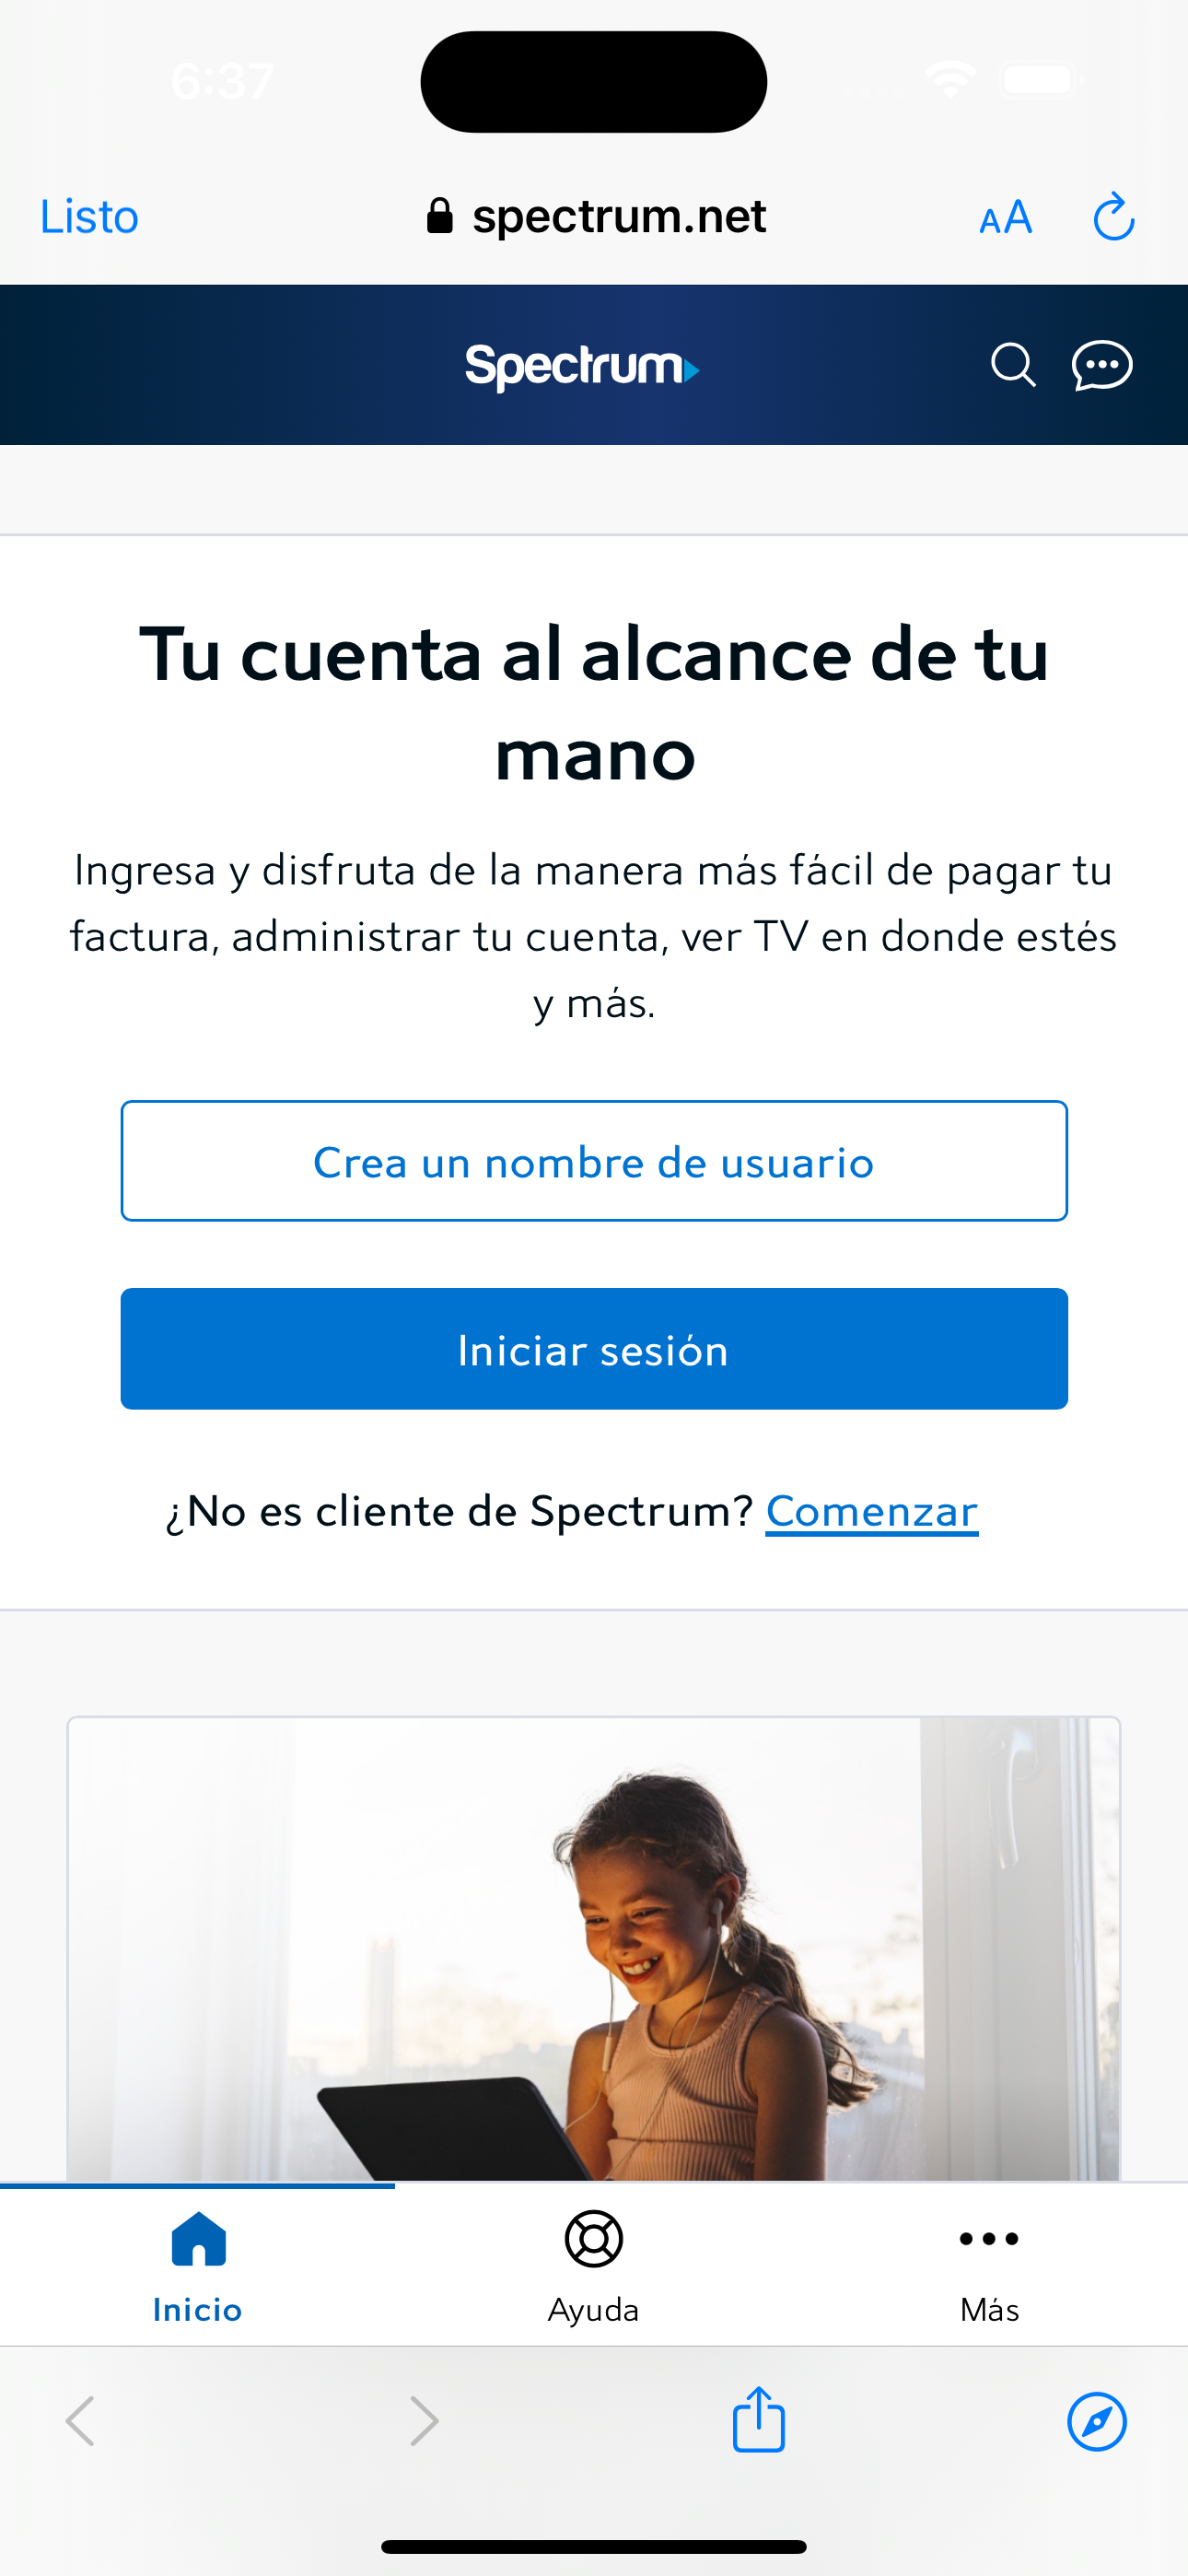 6:37
Listo
spectrum.net
AA
Spectrum
Tu cuenta al alcance de tu
mano
Ingresa y disfruta de la manera más fácil de pagar tu
factura, administrar tu cuenta, ver TV en donde estés
y más.
Crea un nombre de usuario
Iniciar sesión
¿No es cliente de Spectrum? Comenzar
Inicio
Ayuda
Más